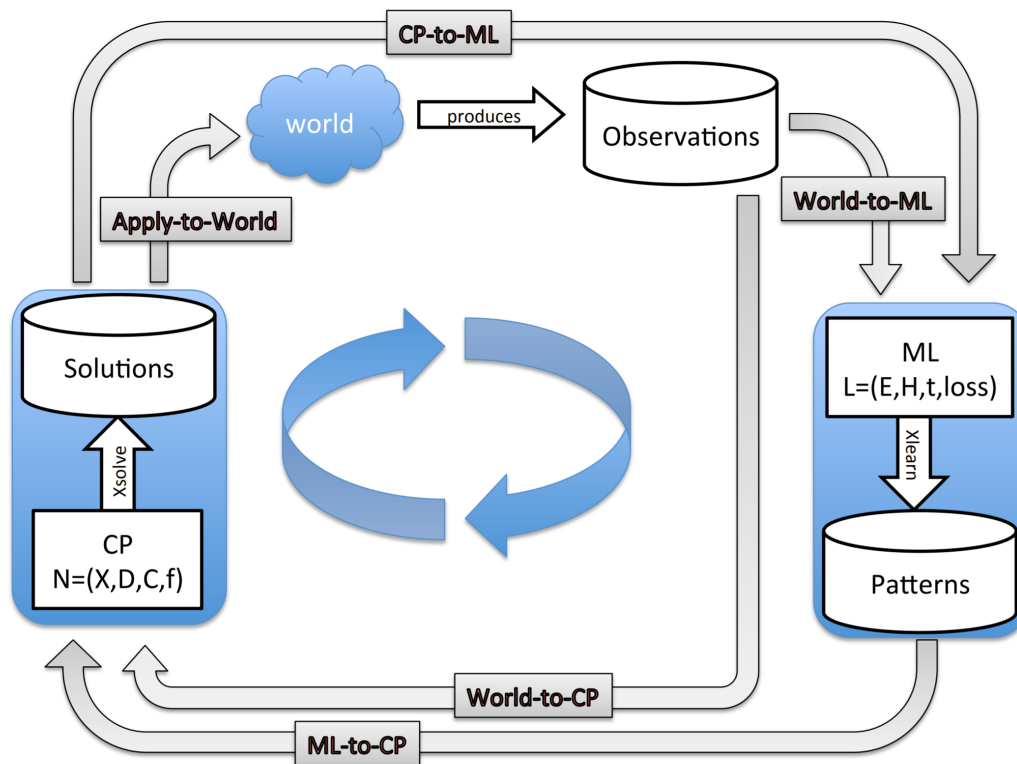 CP-to-ML
world
produces
Observations
Apply-to-World
World-to-ML
Solutions
Xsolve
CP
N=(X,D,C,f)
ML
L=(E,H,t,loss)
Xlearn
Patterns
World-to-CP
ML-to-CP